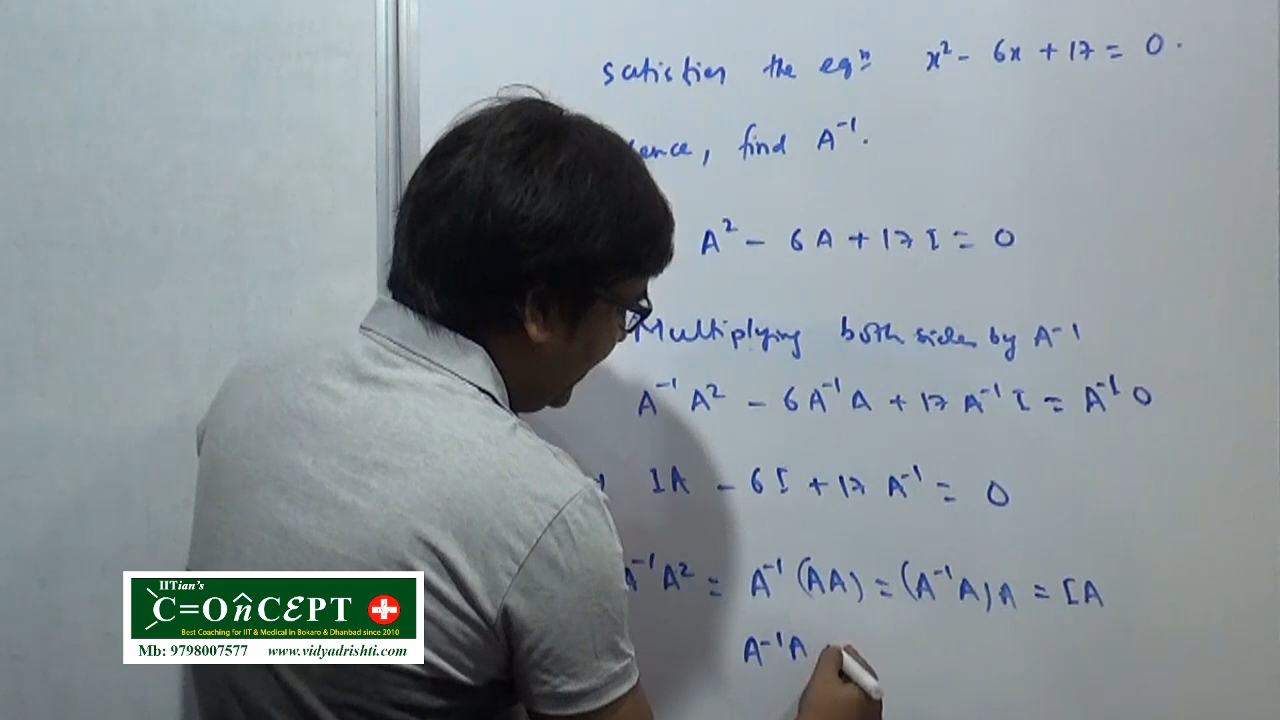 satisfies the eqⁿ x² - 6x + 17 = 0.
ence, find A⁻¹.
A² - 6A + 17I = 0
Multiplying both sides by A⁻¹
A⁻¹A² - 6A⁻¹A + 17A⁻¹I = A⁻¹0
IA - 6I + 17A⁻¹ = 0
A⁻¹A² = A⁻¹(AA) = (A⁻¹A)A = IA
A⁻¹A
IITian's
C=OnCEPT
Best Coaching for IIT & Medical in Bokaro & Dhanbad since 2010
Mb: 9798007577 www.vidyadrishti.com